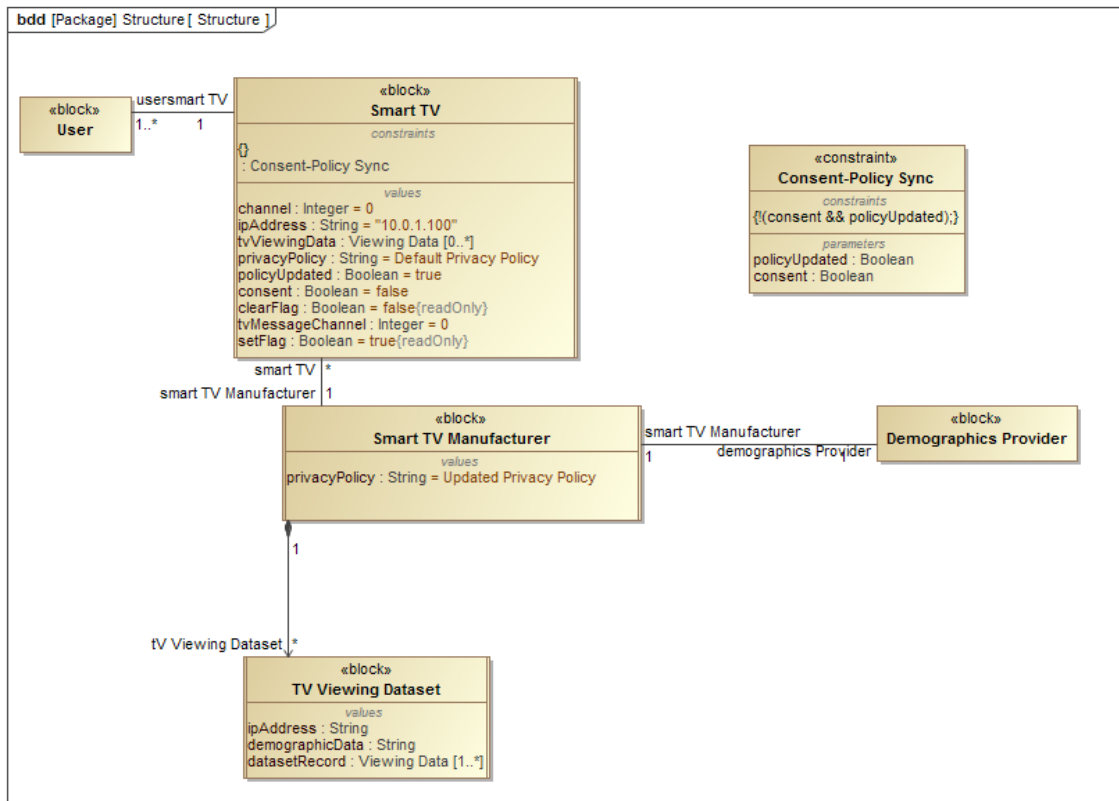 bdd [Package] Structure [ Structure ]
«block»
User
user
smart TV
1..*
1
«block»
Smart TV
constraints
{}
: Consent-Policy Sync
values
channel : Integer = 0
ipAddress : String = "10.0.1.100"
tvViewingData : Viewing Data [0..*]
privacyPolicy : String = Default Privacy Policy
policyUpdated : Boolean = true
consent : Boolean = false
clearFlag : Boolean = false{readOnly}
tvMessageChannel : Integer = 0
setFlag : Boolean = true{readOnly}
«constraint»
Consent-Policy Sync
constraints
{!(consent && policyUpdated);}
parameters
policyUpdated : Boolean
consent : Boolean
smart TV
*
smart TV Manufacturer
1
«block»
Smart TV Manufacturer
values
privacyPolicy : String = Updated Privacy Policy
smart TV Manufacturer
1
demographics Provider
1
«block»
Demographics Provider
1
tV Viewing Dataset
*
«block»
TV Viewing Dataset
values
ipAddress : String
demographicData : String
datasetRecord : Viewing Data [1..*]